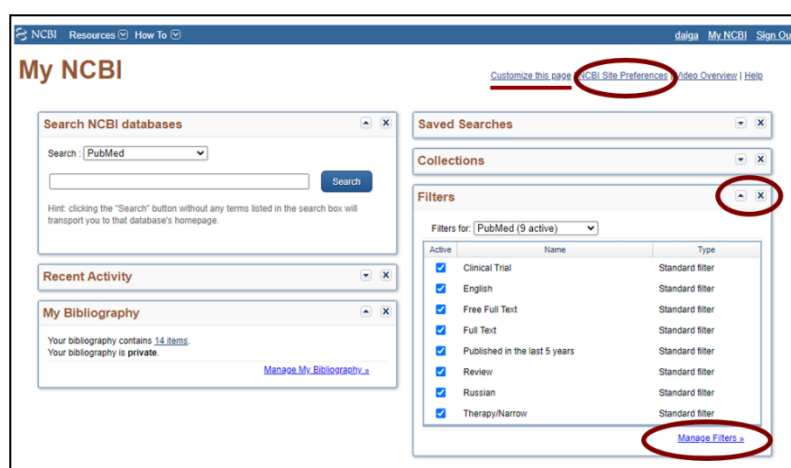 NCBI Resources How To daiga My NCBI Sign Ou
My NCBI
Customize this page | NCBI Site Preferences | Video Overview | Help
Search NCBI databases
Search : PubMed
Search
Hint: clicking the "Search" button without any terms listed in the search box will
transport you to that database's homepage.
Recent Activity
My Bibliography
Your bibliography contains 14 items.
Your bibliography is private.
Manage My Bibliography »
Saved Searches
Collections
Filters
Filters for: PubMed (9 active)
Active Name Type
Clinical Trial Standard filter
English Standard filter
Free Full Text Standard filter
Full Text Standard filter
Published in the last 5 years Standard filter
Review Standard filter
Russian Standard filter
Therapy/Narrow Standard filter
Manage Filters »